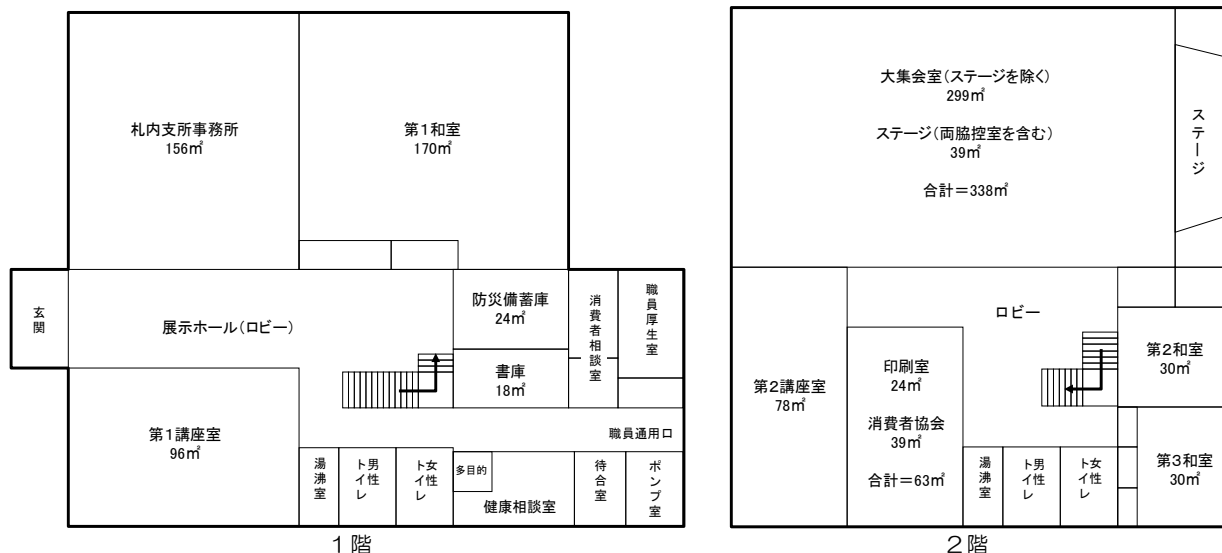 札内支所事務所
156㎡
第1和室
170㎡
玄関
展示ホール(ロビー)
防災備蓄庫
24㎡
書庫
18㎡
消費者相談室
職員厚生室
第1講座室
96㎡
職員通用口
湯沸室
男性トイレ
女性トイレ
多目的
健康相談室
待合室
ポンプ室
1階
大集会室(ステージを除く)
299㎡
ステージ(両脇控室を含む)
39㎡
合計=338㎡
ステージ
ロビー
第2講座室
78㎡
印刷室
24㎡
消費者協会
39㎡
合計=63㎡
第2和室
30㎡
第3和室
30㎡
湯沸室
男性トイレ
女性トイレ
2階